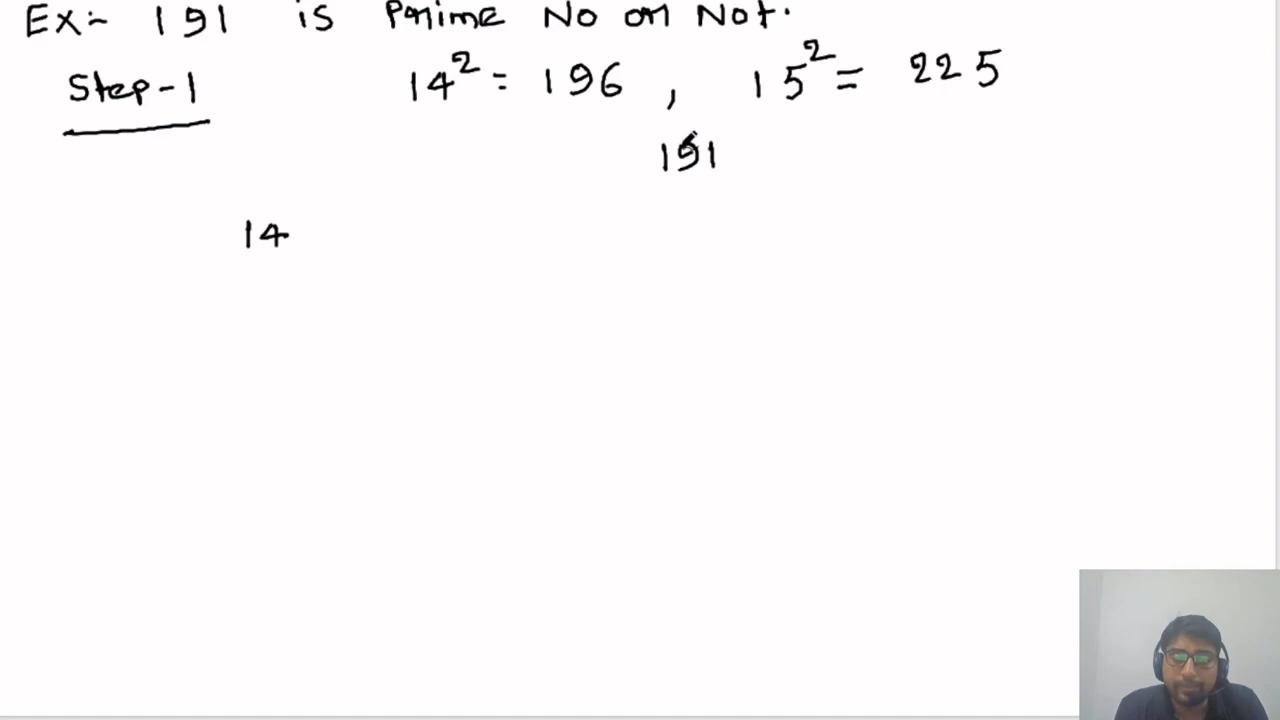 Ex:- 191 is Prime No or Not.
Step-1 14² = 196 , 15² = 225
191
14